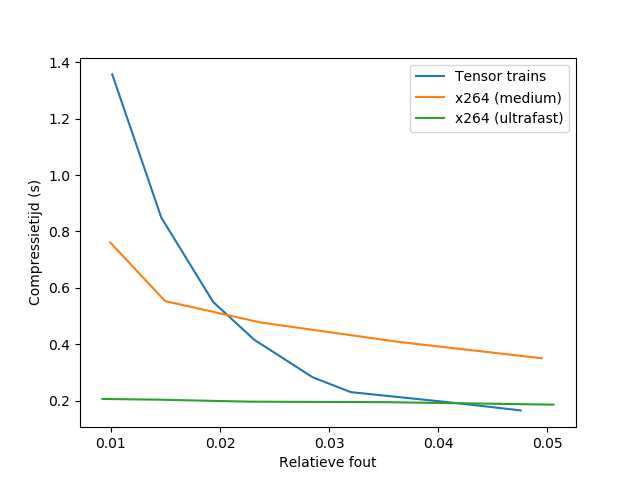 Tensor trains
x264 (medium)
x264 (ultrafast)
Compressietijd (s)
1.4
1.2
1.0
0.8
0.6
0.4
0.2
0.01 0.02 0.03 0.04 0.05
Relatieve fout